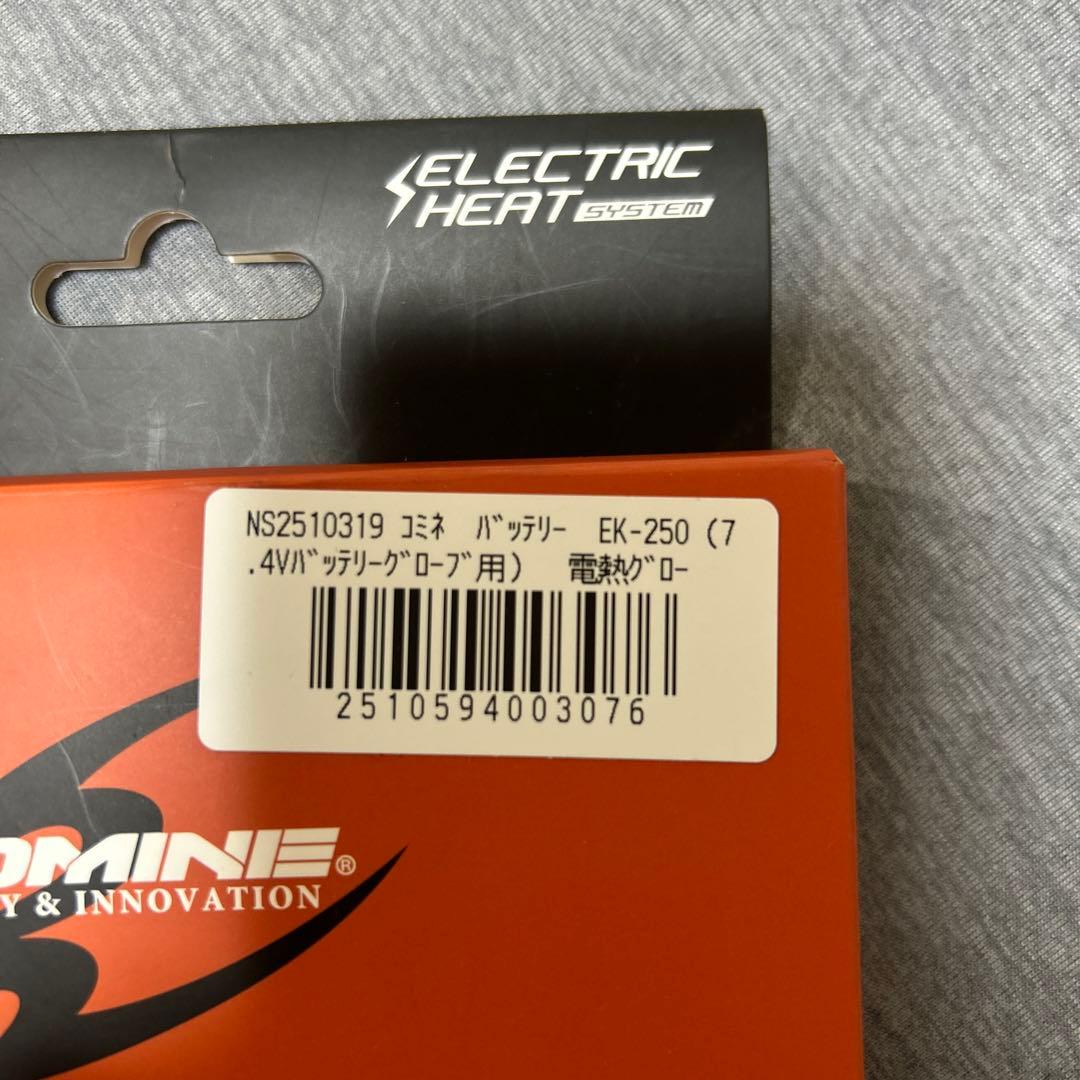 ELECTRIC
HEAT SYSTEM
NS2510319 ｺﾐﾈ　ﾊﾞｯﾃﾘｰ　EK-250 (7
.4Vﾊﾞｯﾃﾘｰｸﾞﾛｰﾌﾞ用)　電熱ｸﾞﾛｰ
2510594003076
OMINE®
Y & INNOVATION